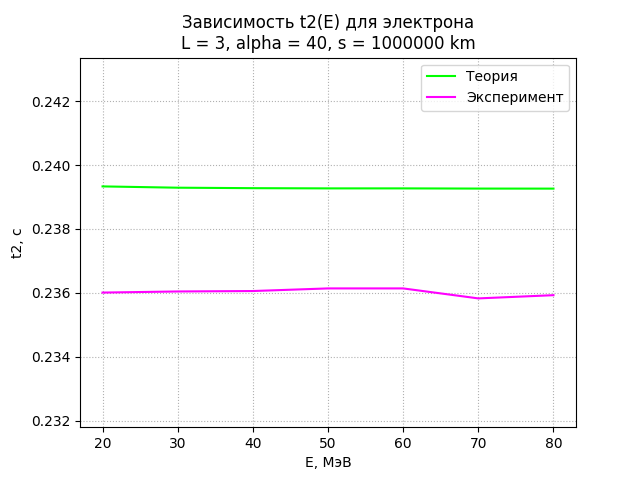 Зависимость t2(E) для электрона
L = 3, alpha = 40, s = 1000000 km
Теория
Эксперимент
0.242
0.240
0.238
0.236
0.234
0.232
t2, с
20 30 40 50 60 70 80
E, МэВ